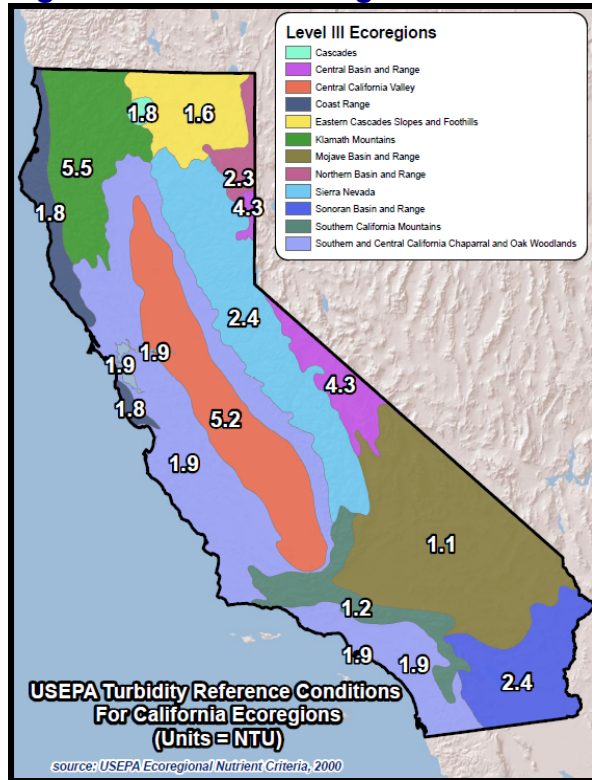 Level III Ecoregions
Cascades
Central Basin and Range
Central California Valley
Coast Range
Eastern Cascades Slopes and Foothills
Klamath Mountains
Mojave Basin and Range
Northern Basin and Range
Sierra Nevada
Sonoran Basin and Range
Southern California Mountains
Southern and Central California Chaparral and Oak Woodlands
1.8
1.6
5.5
2.3
1.8
4.3
2.4
1.9
1.9
4.3
1.8
5.2
1.9
1.1
1.2
1.9
1.9
2.4
USEPA Turbidity Reference Conditions
For California Ecoregions
(Units = NTU)
source: USEPA Ecoregional Nutrient Criteria, 2000